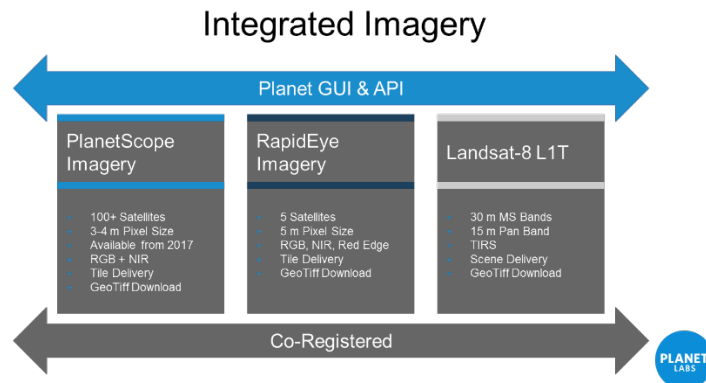 Integrated Imagery
Planet GUI & API
PlanetScope
Imagery
100+ Satellites
3-4 m Pixel Size
Available from 2017
RGB + NIR
Tile Delivery
GeoTiff Download
RapidEye
Imagery
5 Satellites
5 m Pixel Size
RGB, NIR, Red Edge
Tile Delivery
GeoTiff Download
Landsat-8 L1T
30 m MS Bands
15 m Pan Band
TIRS
Scene Delivery
GeoTiff Download
Co-Registered
PLANET
LABS